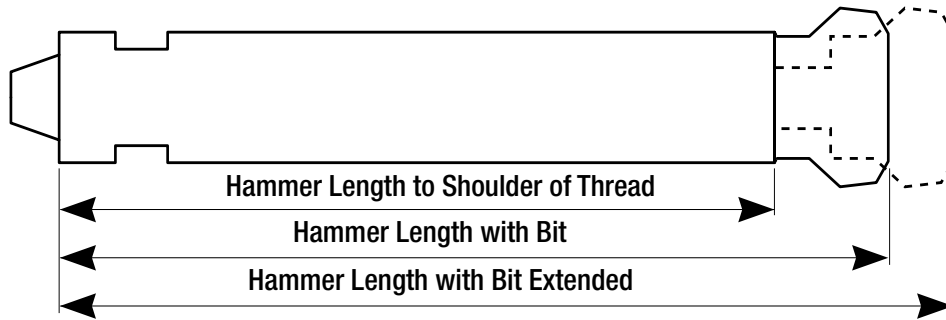 Hammer Length to Shoulder of Thread
Hammer Length with Bit
Hammer Length with Bit Extended